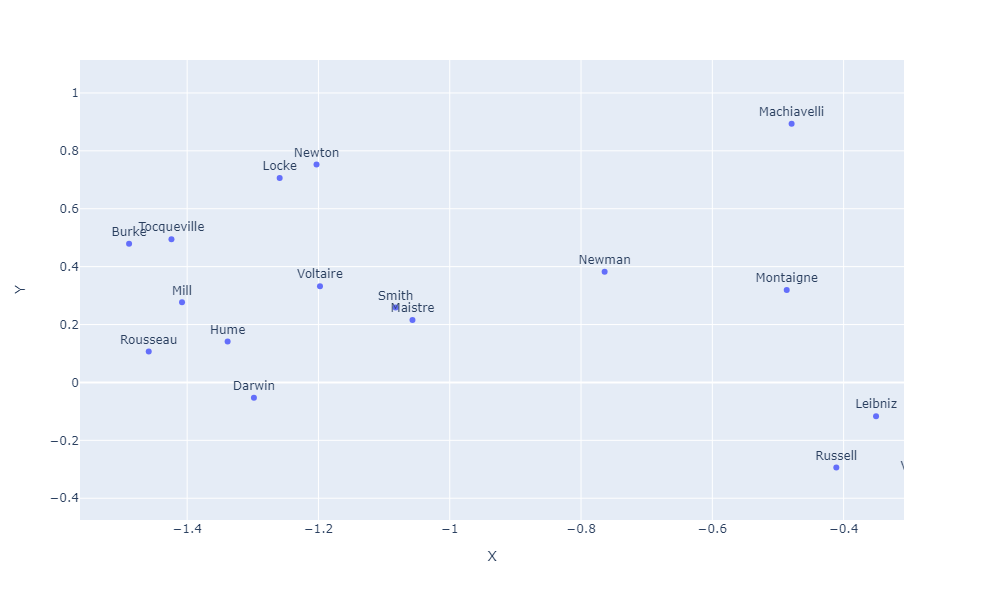 1
Machiavelli
0.8
Newton
Locke
0.6
Tocqueville
Burke
0.4
Voltaire
Newman
Montaigne
Mill
Smith
Maistre
0.2
Hume
Rousseau
0
Darwin
Leibniz
−0.2
Russell
−0.4
−1.4
−1.2
−1
−0.8
−0.6
−0.4
X
Y